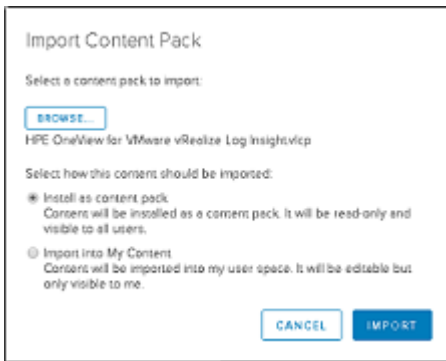 Import Content Pack
Select a content pack to import:
BROWSE...
HPE OneView for VMware vRealize Log Insight.vlcp
Select how this content should be imported:
Install as content pack
Content will be installed as a content pack. It will be read-only and
visible to all users.
Import into My Content
Content will be imported into my user space. It will be editable but
only visible to me.
CANCEL
IMPORT